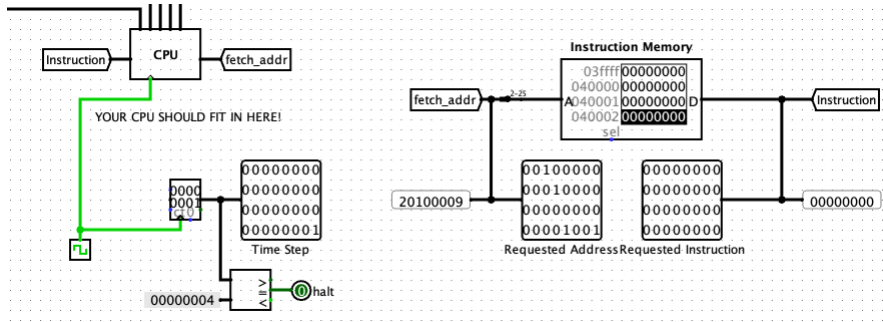 Instruction
CPU
fetch_addr
YOUR CPU SHOULD FIT IN HERE!
0000
0001
ct0
00000000
00000000
00000000
00000001
Time Step
00000004
>
=
<
0
halt
Instruction Memory
fetch_addr
2-25
A
03ffff 00000000
040000 00000000
040001 00000000
040002 00000000
sel
D
Instruction
20100009
00100000
00010000
00000000
00001001
Requested Address
00000000
00000000
00000000
00000000
Requested Instruction
00000000